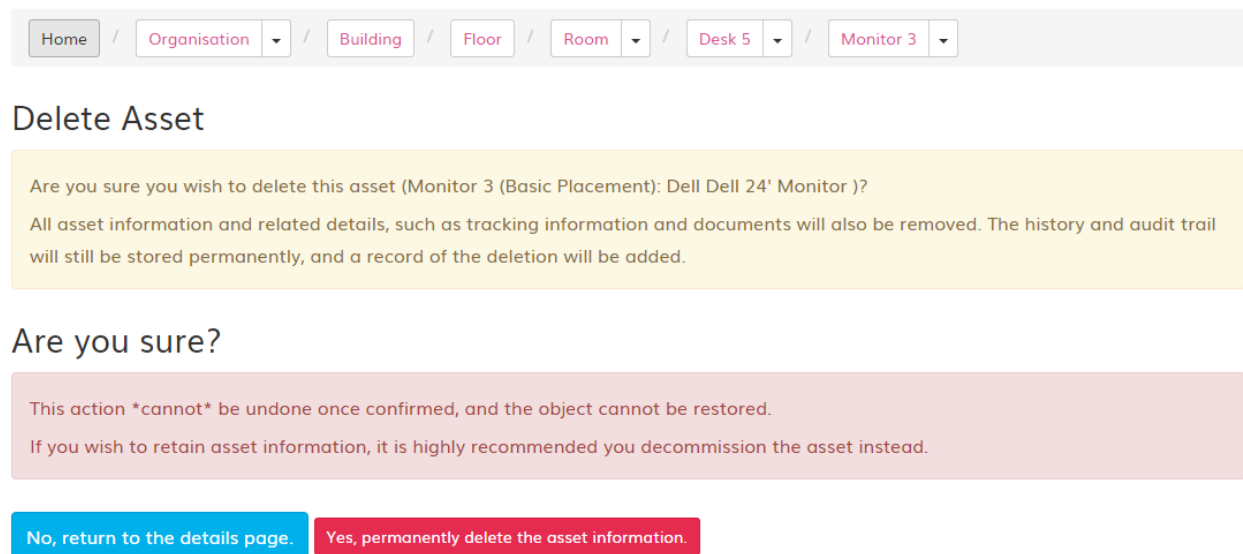 Home / Organisation / Building / Floor / Room / Desk 5 / Monitor 3
Delete Asset
Are you sure you wish to delete this asset (Monitor 3 (Basic Placement): Dell Dell 24' Monitor )?
All asset information and related details, such as tracking information and documents will also be removed. The history and audit trail
will still be stored permanently, and a record of the deletion will be added.
Are you sure?
This action *cannot* be undone once confirmed, and the object cannot be restored.
If you wish to retain asset information, it is highly recommended you decommission the asset instead.
No, return to the details page. Yes, permanently delete the asset information.